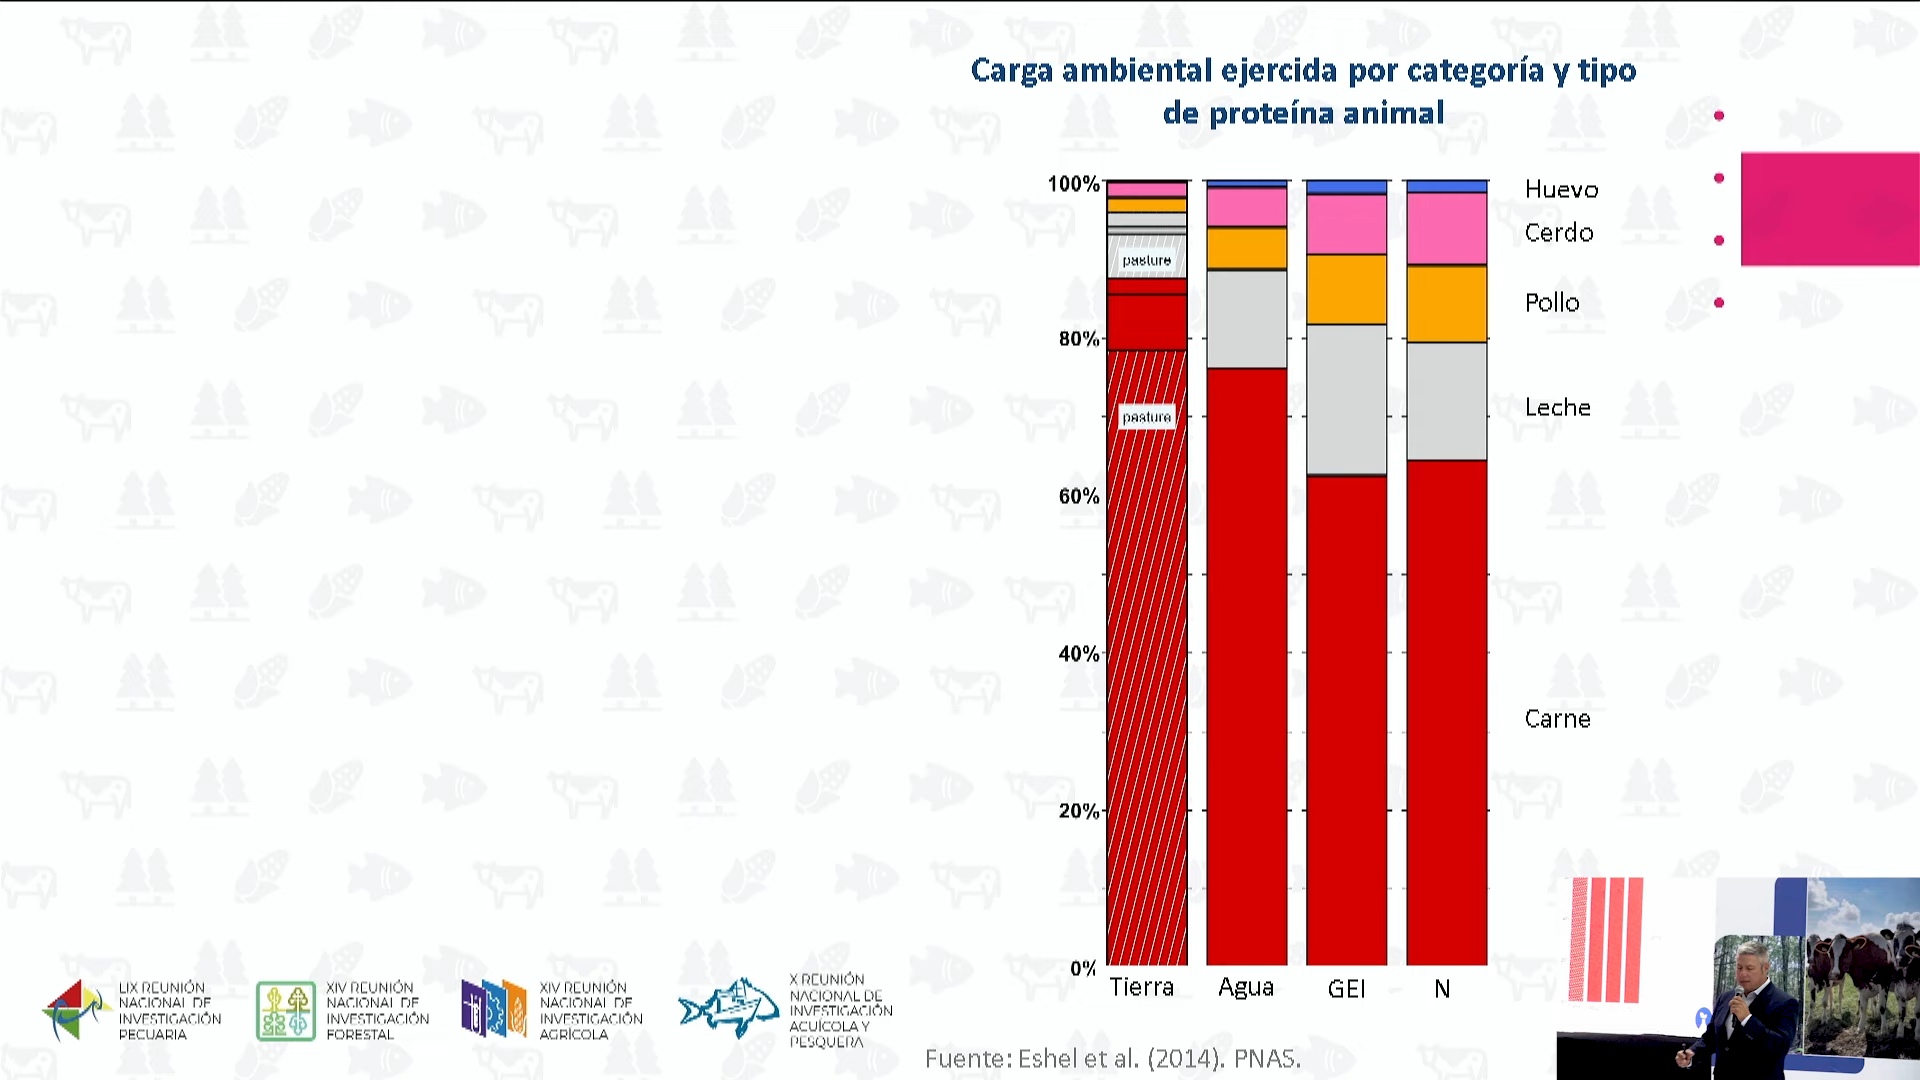 Carga ambiental ejercida por categoría y tipo
de proteína animal
100%
80%
60%
40%
20%
0%
pasture
pasture
Huevo
Cerdo
Pollo
Leche
Carne
Tierra
Agua
GEI
N
LIX REUNIÓN
NACIONAL DE
INVESTIGACIÓN
PECUARIA
XIV REUNIÓN
NACIONAL DE
INVESTIGACIÓN
FORESTAL
XIV REUNIÓN
NACIONAL DE
INVESTIGACIÓN
AGRÍCOLA
X REUNIÓN
NACIONAL DE
INVESTIGACIÓN
ACUÍCOLA Y
PESQUERA
Fuente: Eshel et al. (2014). PNAS.